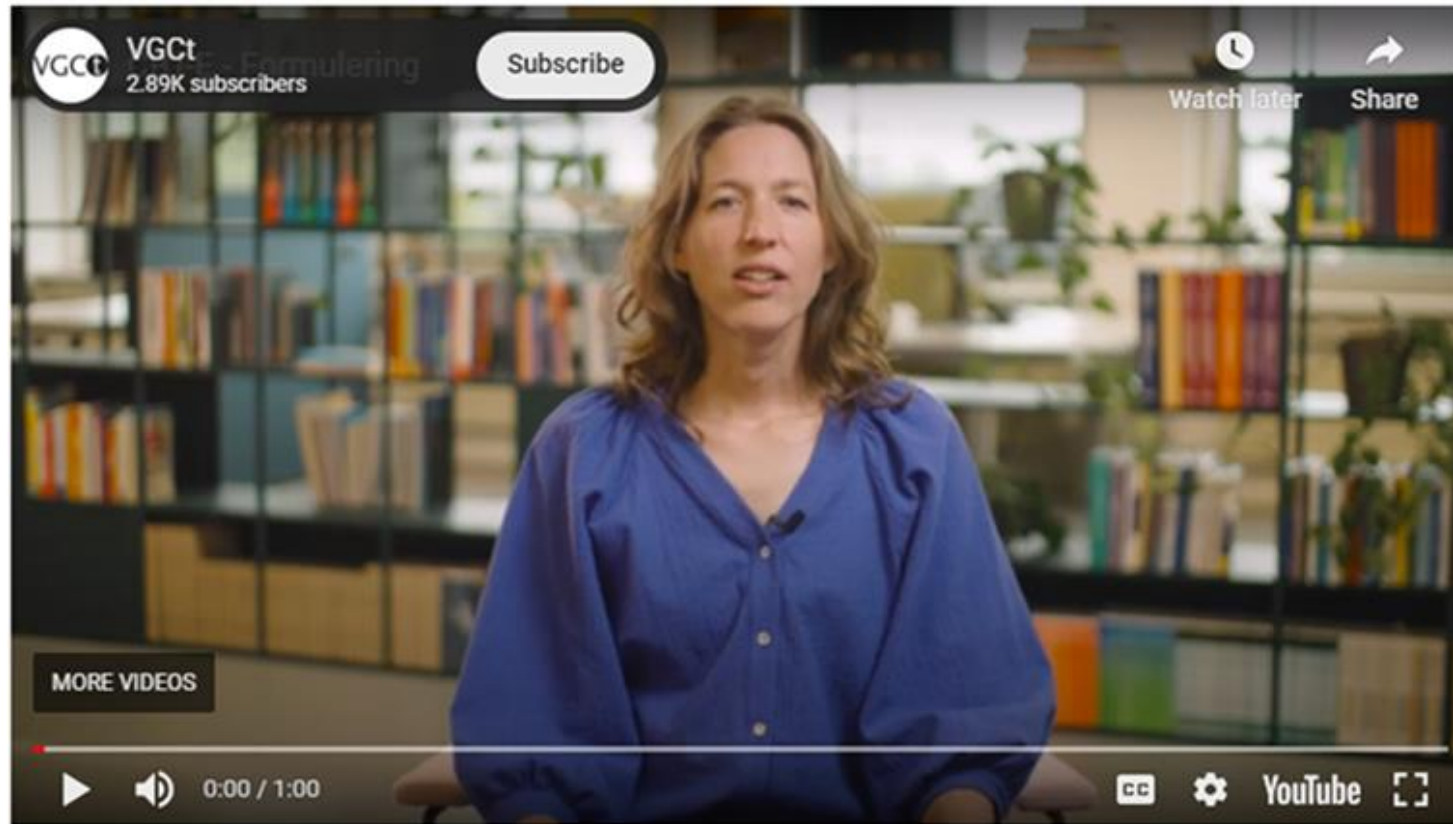 VGCt
VGCt
E - Formulering
2.89K subscribers
Subscribe
Watch later
Share
MORE VIDEOS
0:00 / 1:00
CC
YouTube